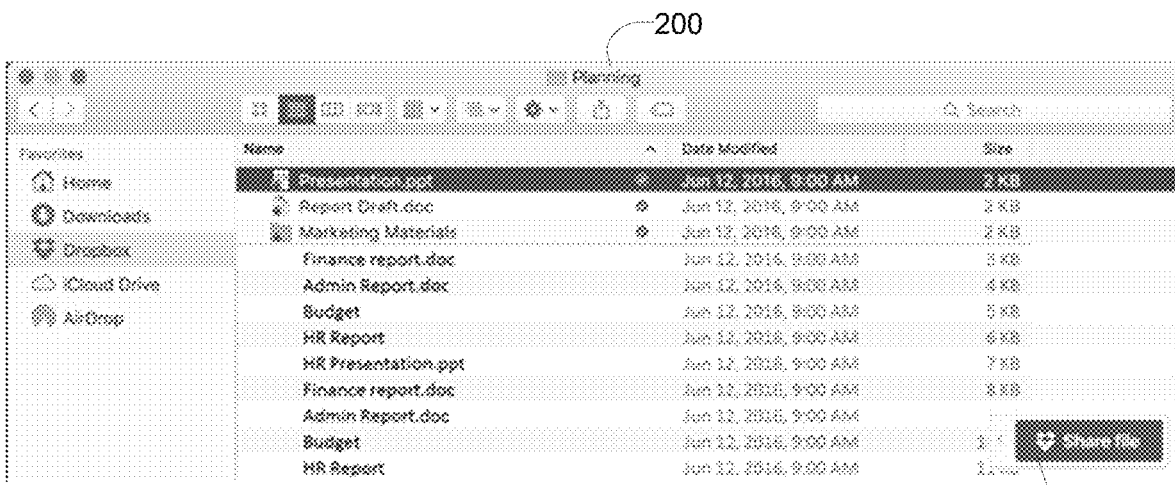 200
Planning
Search
Favorites
Name Date Modified Size
Home
Downloads
Dropbox
iCloud Drive
AirDrop
Presentation.ppt Jun 12, 2016, 9:00 AM 2 KB
Report Draft.doc Jun 12, 2016, 9:00 AM 2 KB
Marketing Materials Jun 12, 2016, 9:00 AM 2 KB
Finance report.doc Jun 12, 2016, 9:00 AM 3 KB
Admin Report.doc Jun 12, 2016, 9:00 AM 4 KB
Budget Jun 12, 2016, 9:00 AM 5 KB
HR Report Jun 12, 2016, 9:00 AM 6 KB
HR Presentation.ppt Jun 12, 2016, 9:00 AM 7 KB
Finance report.doc Jun 12, 2016, 9:00 AM 8 KB
Admin Report.doc Jun 12, 2016, 9:00 AM
Budget Jun 12, 2016, 9:00 AM
HR Report Jun 12, 2016, 9:00 AM
Share file